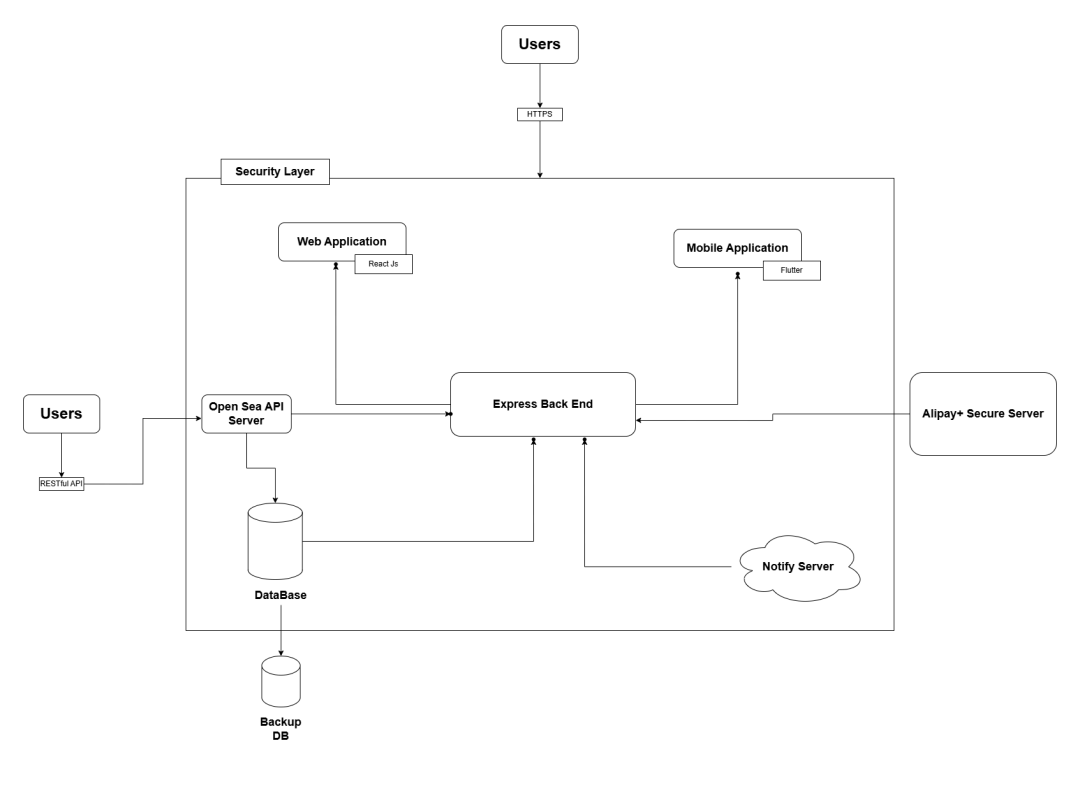 Users
HTTPS
Security Layer
Web Application
React Js
Mobile Application
Flutter
Users
RESTful API
Open Sea API
Server
Express Back End
Alipay+ Secure Server
DataBase
Notify Server
Backup
DB